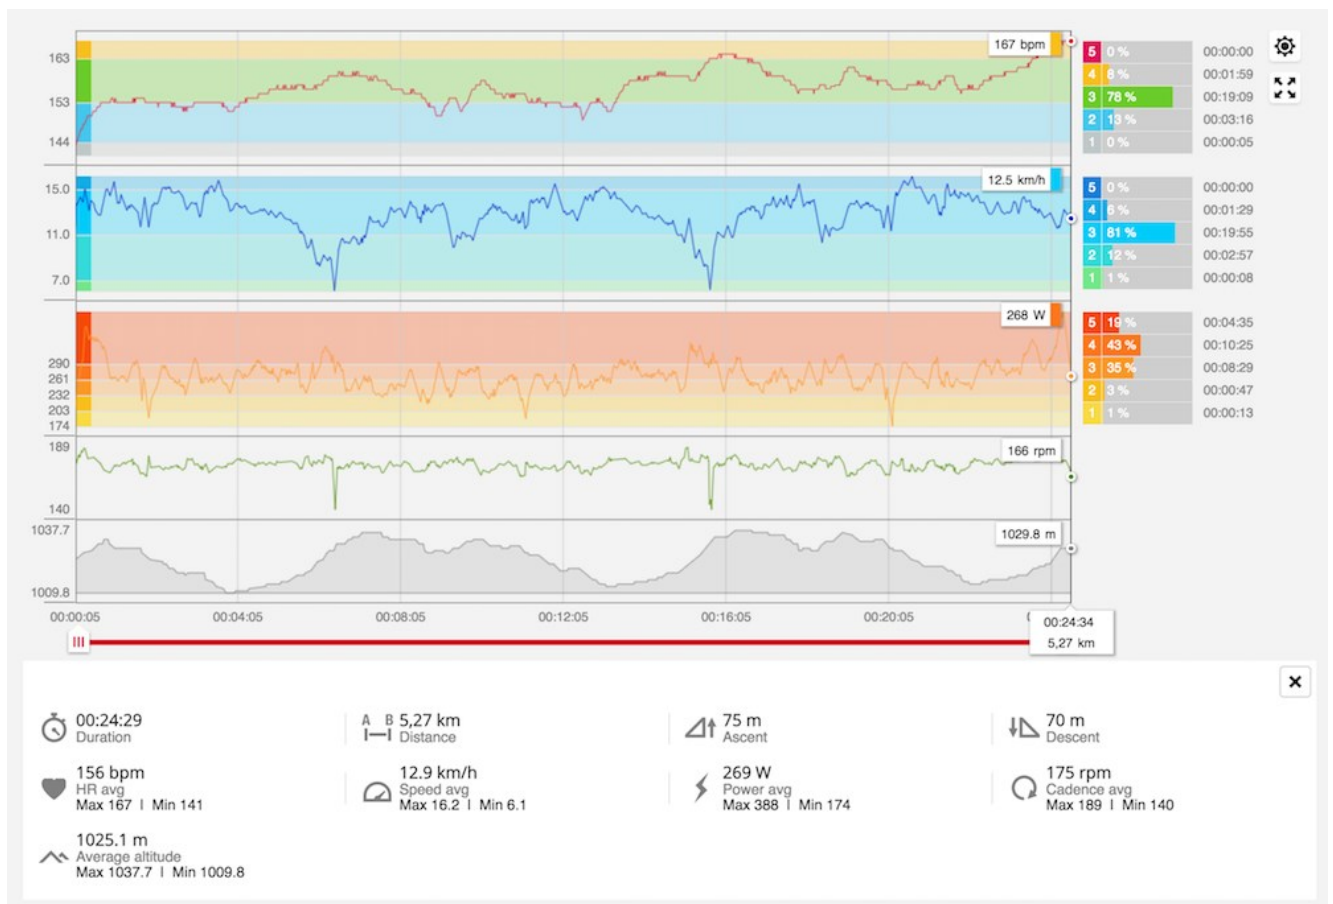 163
153
144
167 bpm
5 0 % 00:00:00
4 8 % 00:01:59
3 78 % 00:19:09
2 13 % 00:03:16
1 0 % 00:00:05
15.0
11.0
7.0
12.5 km/h
5 0 % 00:00:00
4 6 % 00:01:29
3 81 % 00:19:55
2 12 % 00:02:57
1 1 % 00:00:08
290
261
232
203
174
268 W
5 19 % 00:04:35
4 43 % 00:10:25
3 35 % 00:08:29
2 3 % 00:00:47
1 1 % 00:00:13
189
140
166 rpm
1037.7
1009.8
1029.8 m
00:00:05 00:04:05 00:08:05 00:12:05 00:16:05 00:20:05
00:24:34
5,27 km
00:24:29
Duration
A B 5,27 km
Distance
75 m
Ascent
70 m
Descent
156 bpm
HR avg
Max 167 | Min 141
12.9 km/h
Speed avg
Max 16.2 | Min 6.1
269 W
Power avg
Max 388 | Min 174
175 rpm
Cadence avg
Max 189 | Min 140
1025.1 m
Average altitude
Max 1037.7 | Min 1009.8